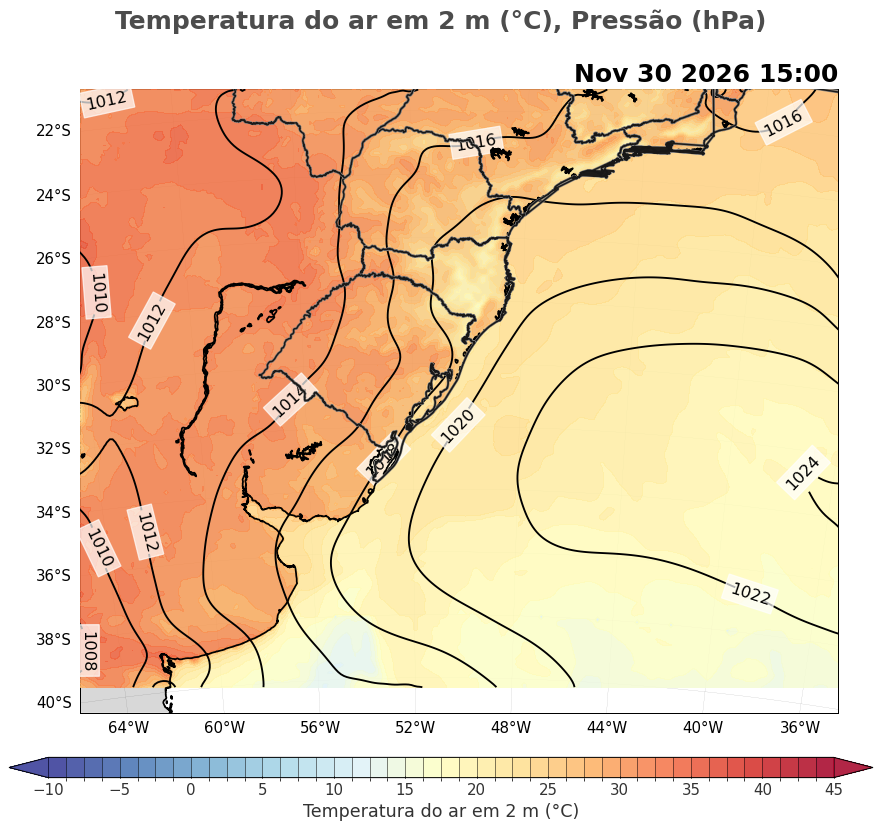 Temperatura do ar em 2 m (°C), Pressão (hPa)
Nov 30 2026 15:00
1012
1016
1016
22°S
24°S
26°S
1010
1012
28°S
30°S
1014
1020
1018
32°S
1024
34°S
1010
1012
36°S
1022
38°S
1008
40°S
64°W 60°W 56°W 52°W 48°W 44°W 40°W 36°W
−10 −5 0 5 10 15 20 25 30 35 40 45
Temperatura do ar em 2 m (°C)